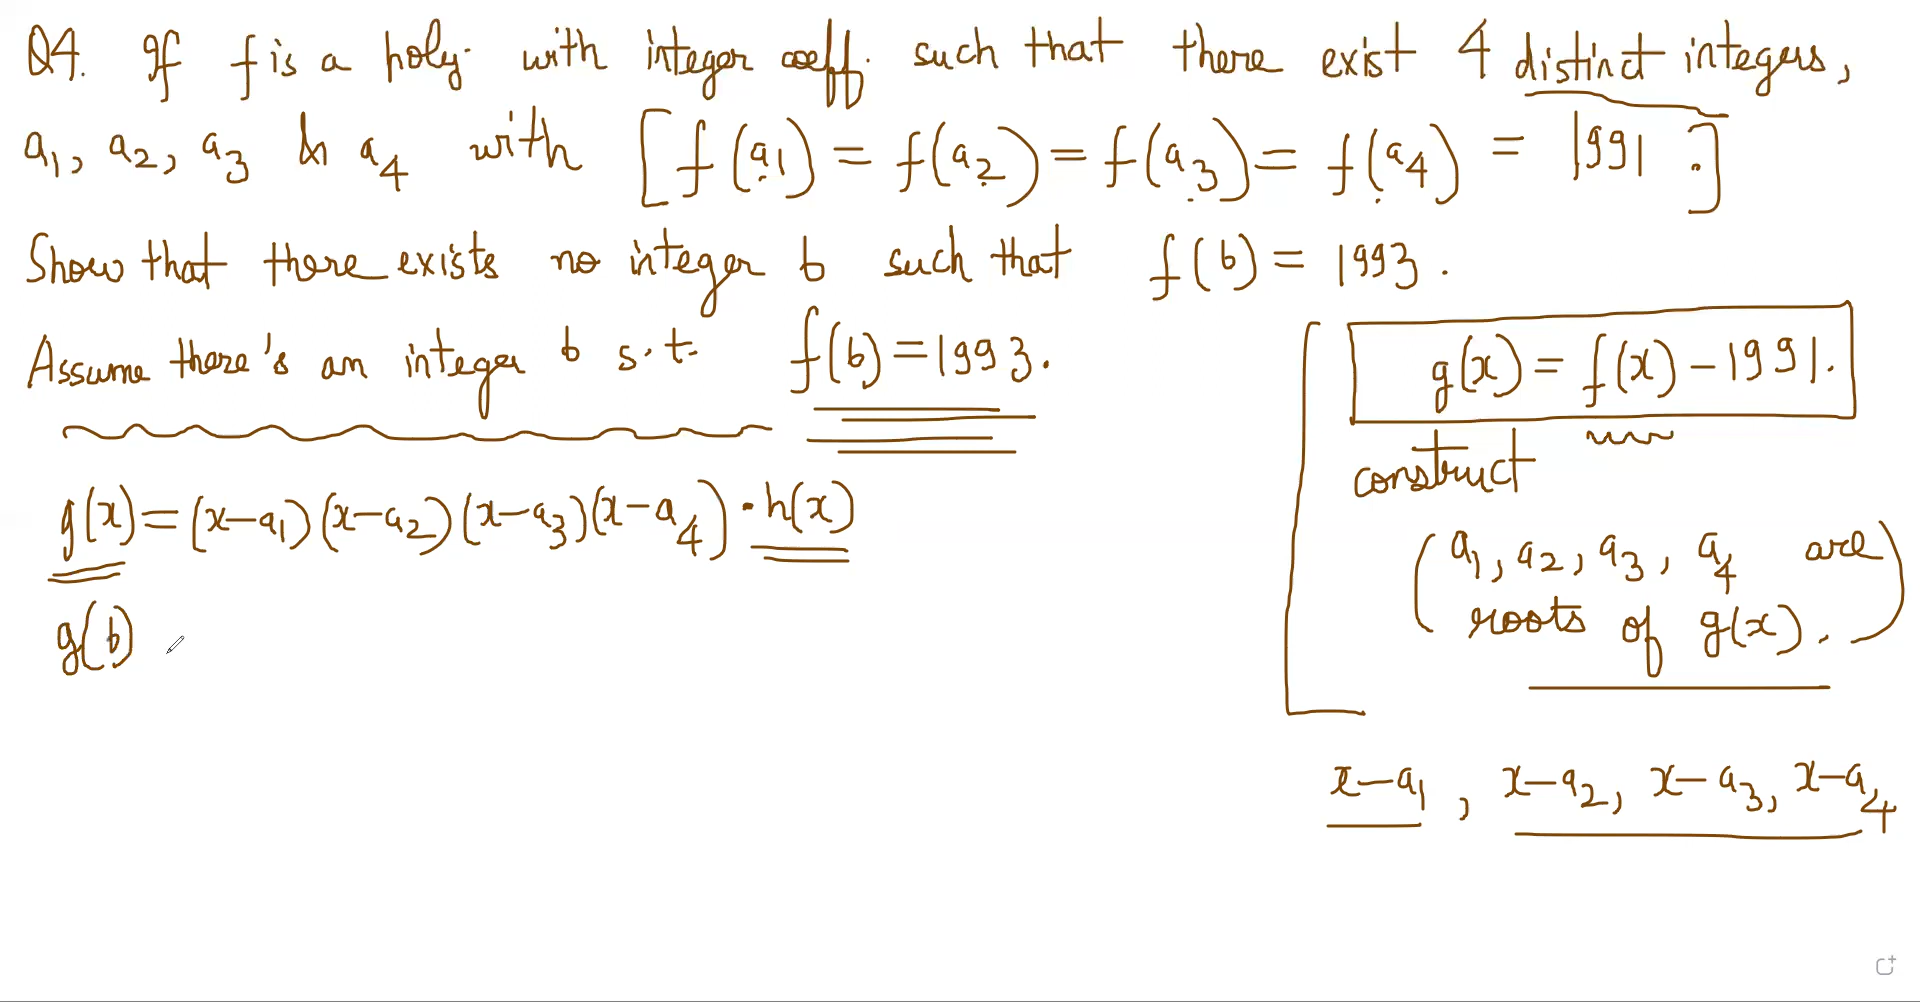 Q4. If f is a poly. with integer coeff. such that there exist 4 distinct integers,
a₁, a₂, a₃ & a₄ with [f(a₁) = f(a₂) = f(a₃) = f(a₄) = 1991.]
Show that there exists no integer b such that f(b) = 1993.
Assume there's an integer b s.t. f(b) = 1993.
g(x) = (x-a₁)(x-a₂)(x-a₃)(x-a₄)·h(x)
g(b)
g(x) = f(x) - 1991.
construct
(a₁, a₂, a₃, a₄ are
roots of g(x).)
x-a₁, x-a₂, x-a₃, x-a₄